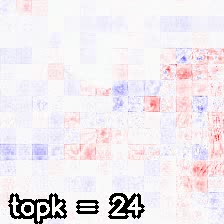 topk = 24